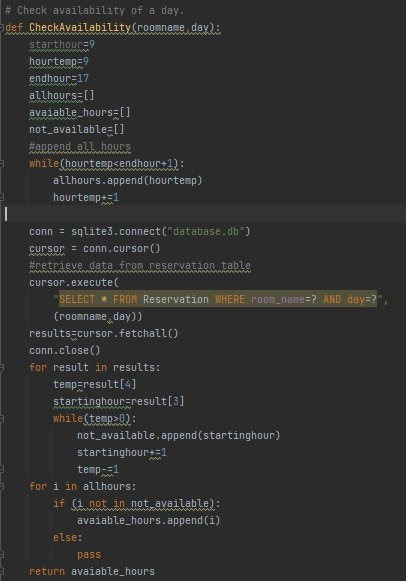 # Check availability of a day.
def CheckAvailability(roomname,day):
    starthour=9
    hourtemp=9
    endhour=17
    allhours=[]
    avaiable_hours=[]
    not_available=[]
    #append all hours
    while(hourtemp<endhour+1):
        allhours.append(hourtemp)
        hourtemp+=1

    conn = sqlite3.connect("database.db")
    cursor = conn.cursor()
    #retrieve data from reservation table
    cursor.execute(
        "SELECT * FROM Reservation WHERE room_name=? AND day=?",
        (roomname,day))
    results=cursor.fetchall()
    conn.close()
    for result in results:
        temp=result[4]
        startinghour=result[3]
        while(temp>0):
            not_available.append(startinghour)
            startinghour+=1
            temp-=1
    for i in allhours:
        if (i not in not_available):
            avaiable_hours.append(i)
        else:
            pass
    return avaiable_hours